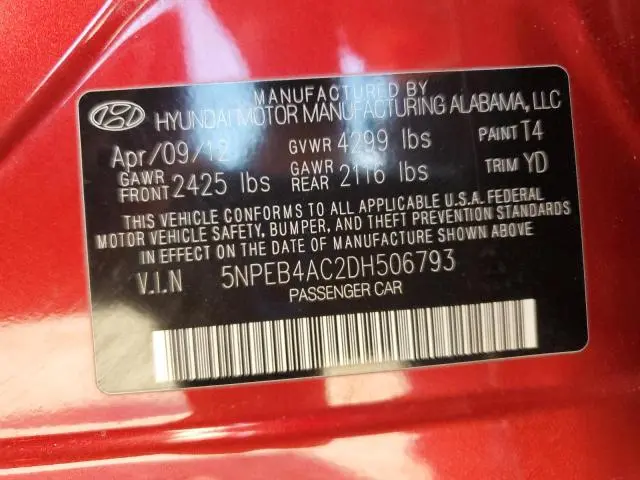 MANUFACTURED BY
HYUNDAI MOTOR MANUFACTURING ALABAMA, LLC
Apr/09/12 GVWR 4299 lbs PAINT T4
GAWR FRONT 2425 lbs GAWR REAR 2116 lbs TRIM YD
THIS VEHICLE CONFORMS TO ALL APPLICABLE U.S.A. FEDERAL
MOTOR VEHICLE SAFETY, BUMPER, AND THEFT PREVENTION STANDARDS
IN EFFECT ON THE DATE OF MANUFACTURE SHOWN ABOVE.
V.I.N 5NPEB4AC2DH506793
PASSENGER CAR